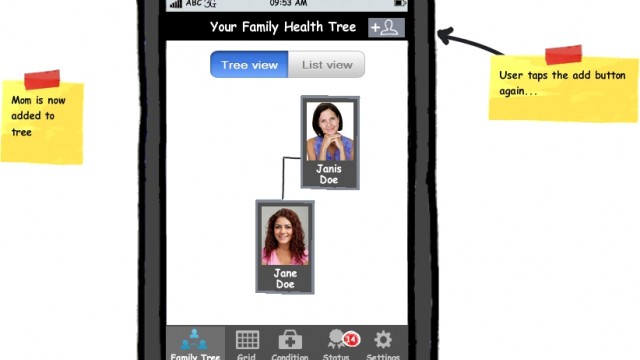 ABC 3G 09:53 AM
Your Family Health Tree
+
Tree view List view
User taps the add button
again...
Mom is now
added to
tree
Janis
Doe
Jane
Doe
14
Family Tree Grid Condition Status Settings